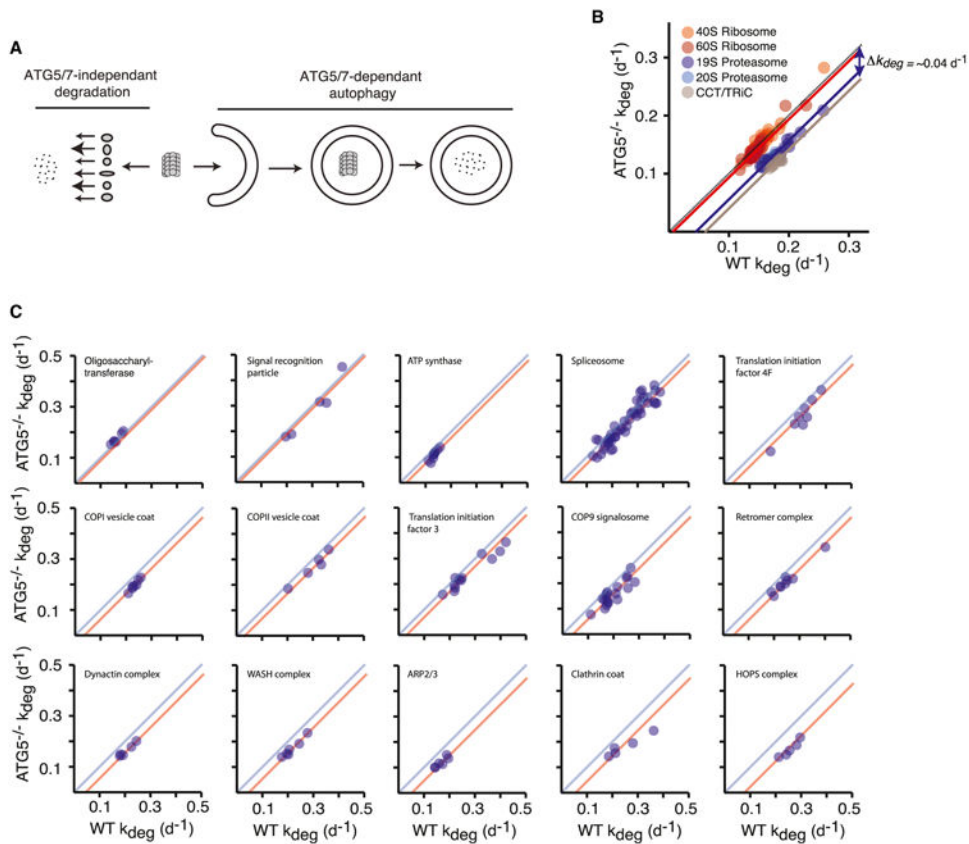 A
ATG5/7-independant
degradation
ATG5/7-dependant
autophagy
B
40S Ribosome
60S Ribosome
19S Proteasome
20S Proteasome
CCT/TRiC
Δkdeg = ~0.04 d-1
ATG5-/- kdeg (d-1)
0.3
0.1
0.1
0.2
0.3
WT kdeg (d-1)
C
ATG5-/- kdeg (d-1)
0.5
0.3
0.1
Oligosaccharyl-
transferase
Signal recognition
particle
ATP synthase
Spliceosome
Translation initiation
factor 4F
ATG5-/- kdeg (d-1)
0.5
0.3
0.1
COPI vesicle coat
COPII vesicle coat
Translation initiation
factor 3
COP9 signalosome
Retromer complex
ATG5-/- kdeg (d-1)
0.5
0.3
0.1
Dynactin complex
WASH complex
ARP2/3
Clathrin coat
HOPS complex
0.1 0.3 0.5 0.1 0.3 0.5 0.1 0.3 0.5 0.1 0.3 0.5 0.1 0.3 0.5
WT kdeg (d-1) WT kdeg (d-1) WT kdeg (d-1) WT kdeg (d-1) WT kdeg (d-1)